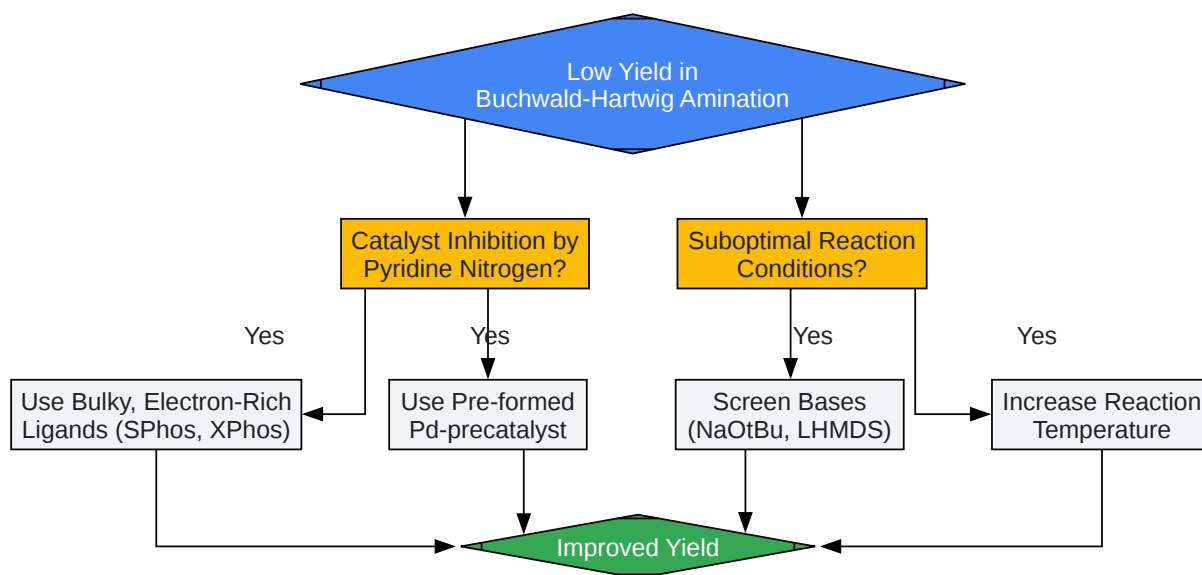 Low Yield in
Buchwald-Hartwig Amination
Catalyst Inhibition by
Pyridine Nitrogen?
Suboptimal Reaction
Conditions?
Yes
Yes
Yes
Yes
Use Bulky, Electron-Rich
Ligands (SPhos, XPhos)
Use Pre-formed
Pd-precatalyst
Screen Bases
(NaOtBu, LHMDS)
Increase Reaction
Temperature
Improved Yield